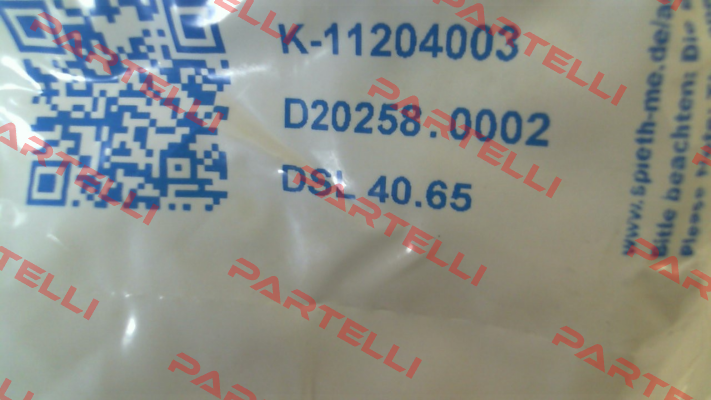 K-11204003
D20258.0002
DSL 40.65
www.spieth-me.de/a
Bitte beachten: Die
Please
PARTELLI
PARTELLI
PARTELLI
PARTELLI
PARTELLI
PARTELLI
PARTELLI